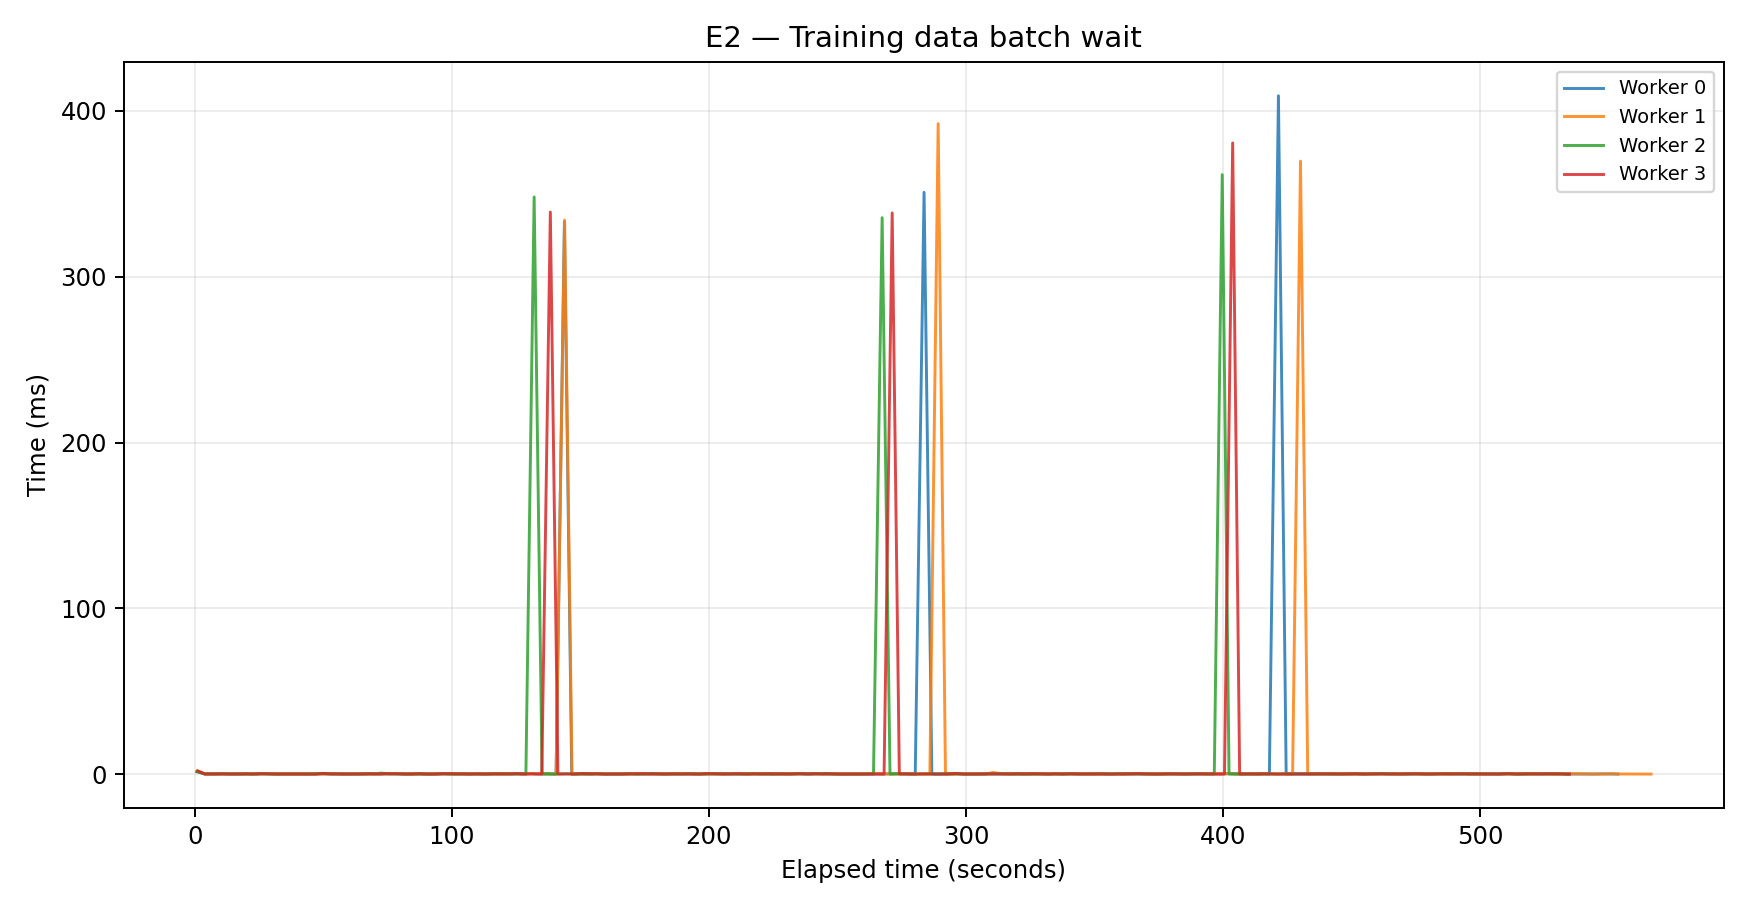 E2 — Training data batch wait
Worker 0
Worker 1
Worker 2
Worker 3
400
300
200
100
0
Time (ms)
0 100 200 300 400 500
Elapsed time (seconds)